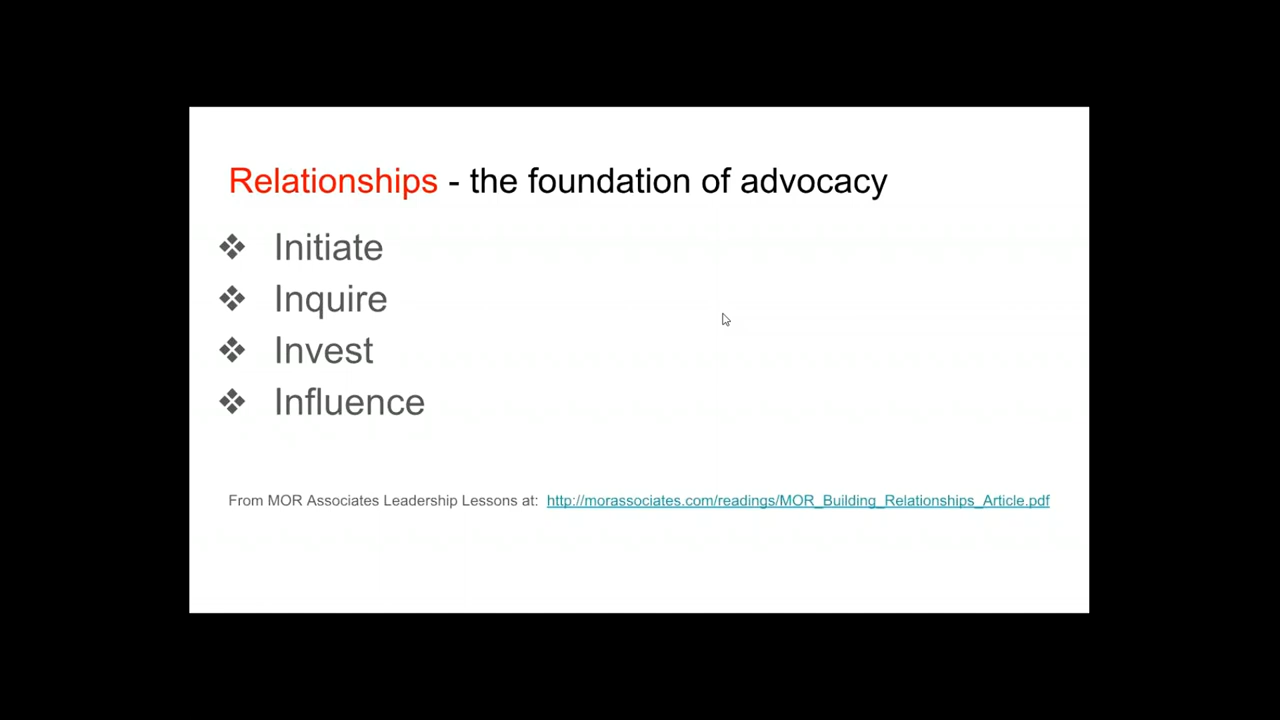 Relationships - the foundation of advocacy
❖ Initiate
❖ Inquire
❖ Invest
❖ Influence
From MOR Associates Leadership Lessons at: http://morassociates.com/readings/MOR_Building_Relationships_Article.pdf